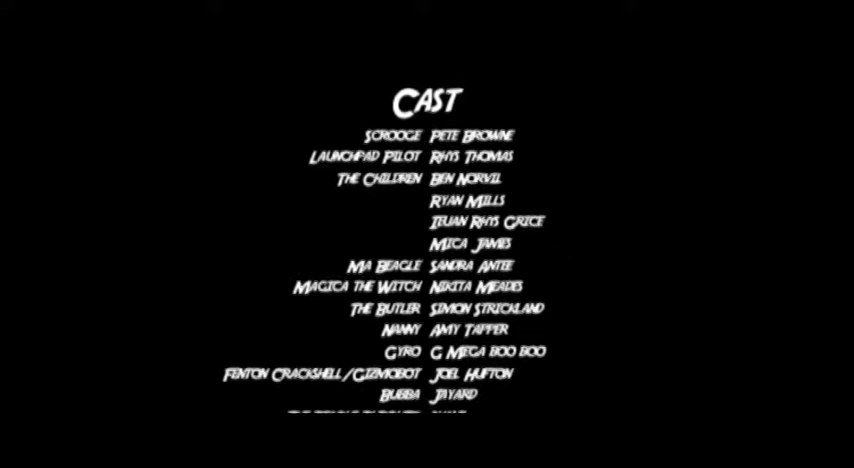 Cast
Scrooge Pete Browne
Launchpad Pilot Rhys Thomas
The Children Ben Norvil
Ryan Mills
Ieuan Rhys Grice
Mica James
Ma Beagle Sandra Antee
Magica the Witch Nikita Meades
The Butler Simon Strickland
Nanny Amy Tapper
Gyro G Mega boo boo
Fenton Crackshell/Gizmobot Joel Hufton
Bubba Jayard